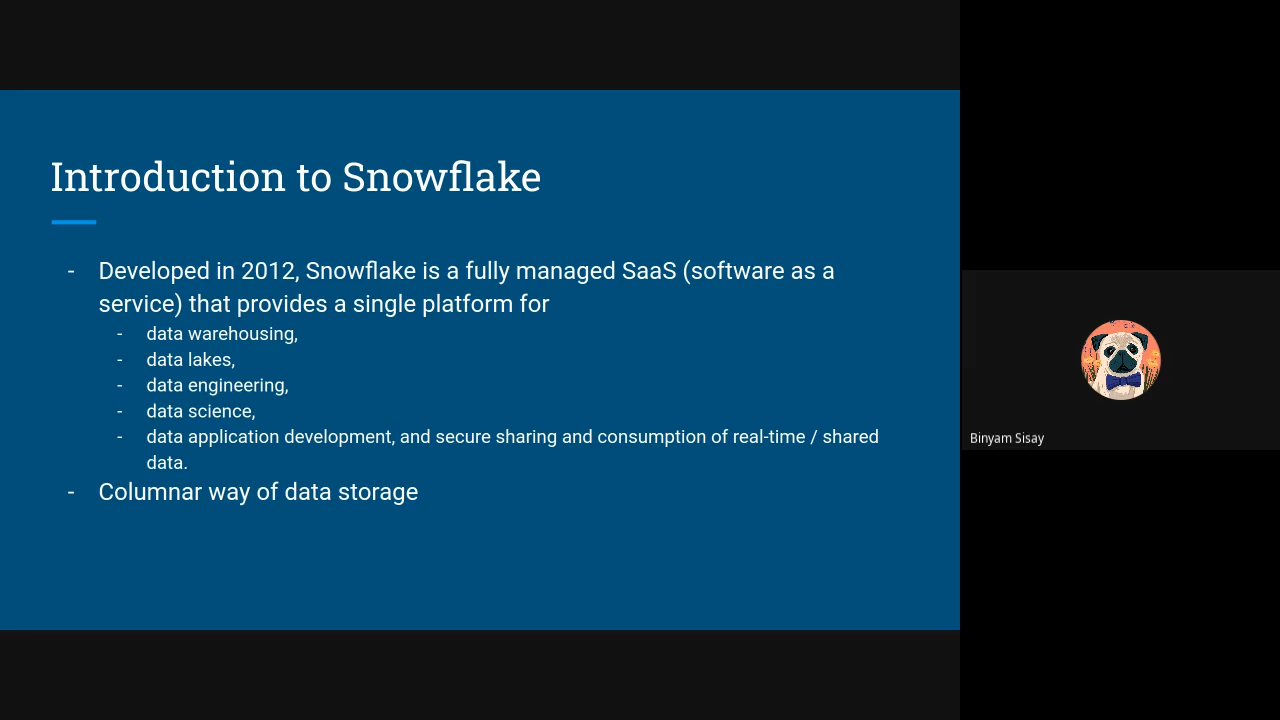 Introduction to Snowflake
- Developed in 2012, Snowflake is a fully managed SaaS (software as a
service) that provides a single platform for
- data warehousing,
- data lakes,
- data engineering,
- data science,
- data application development, and secure sharing and consumption of real-time / shared
data.
- Columnar way of data storage
Binyam Sisay